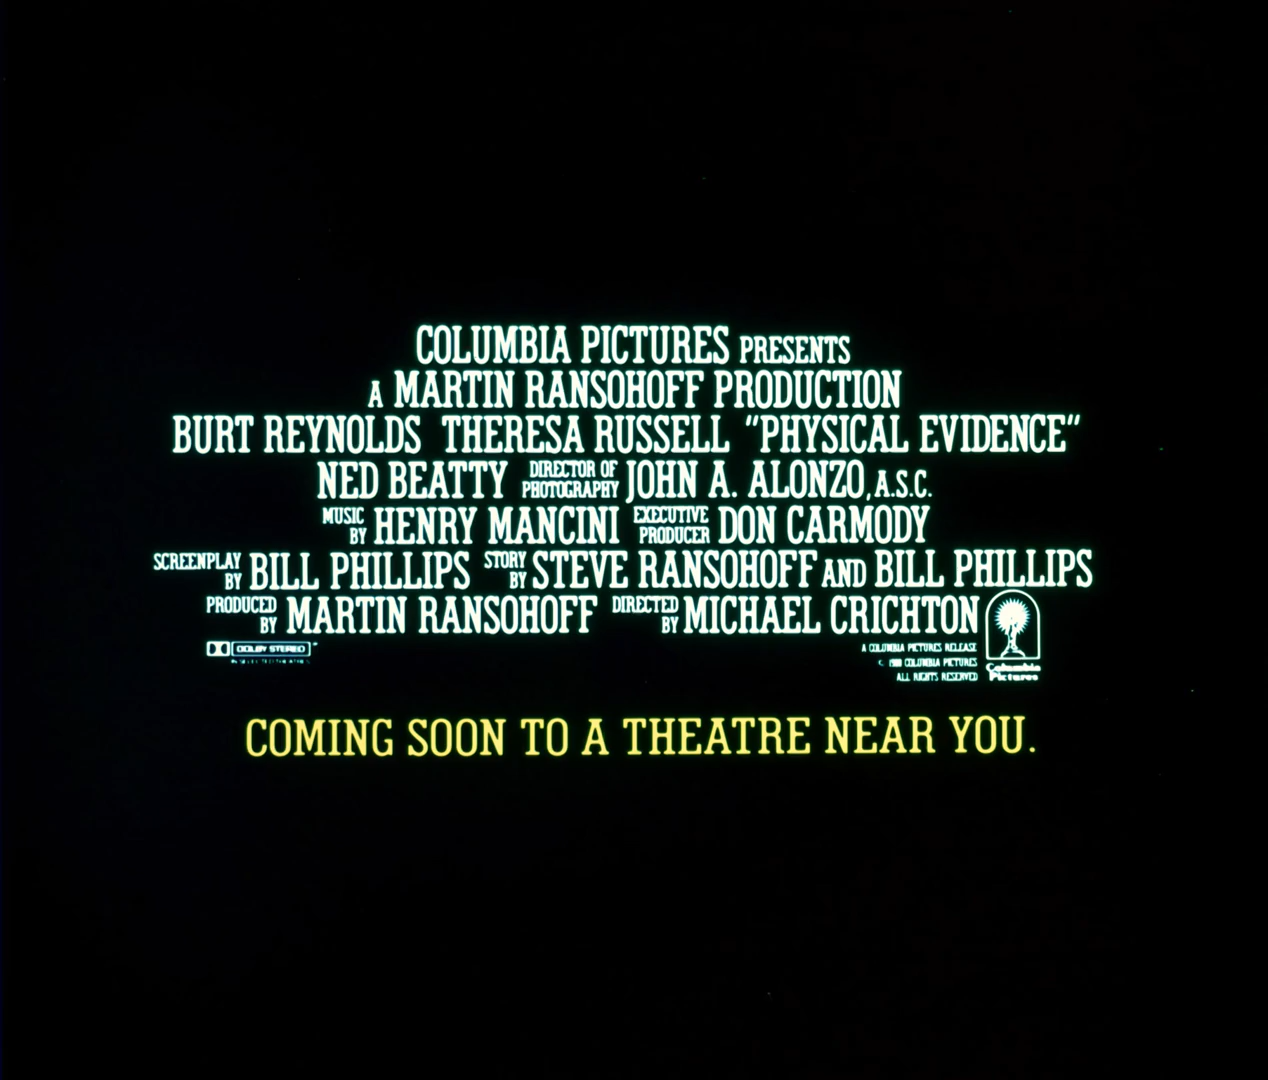 COLUMBIA PICTURES PRESENTS
A MARTIN RANSOHOFF PRODUCTION
BURT REYNOLDS THERESA RUSSELL "PHYSICAL EVIDENCE"
NED BEATTY DIRECTOR OF PHOTOGRAPHY JOHN A. ALONZO, A.S.C.
MUSIC BY HENRY MANCINI EXECUTIVE PRODUCER DON CARMODY
SCREENPLAY BY BILL PHILLIPS STORY BY STEVE RANSOHOFF AND BILL PHILLIPS
PRODUCED BY MARTIN RANSOHOFF DIRECTED BY MICHAEL CRICHTON
DOLBY STEREO
IN SELECTED THEATRES
A COLUMBIA PICTURES RELEASE
© COLUMBIA PICTURES
ALL RIGHTS RESERVED
Columbia
Pictures
COMING SOON TO A THEATRE NEAR YOU.